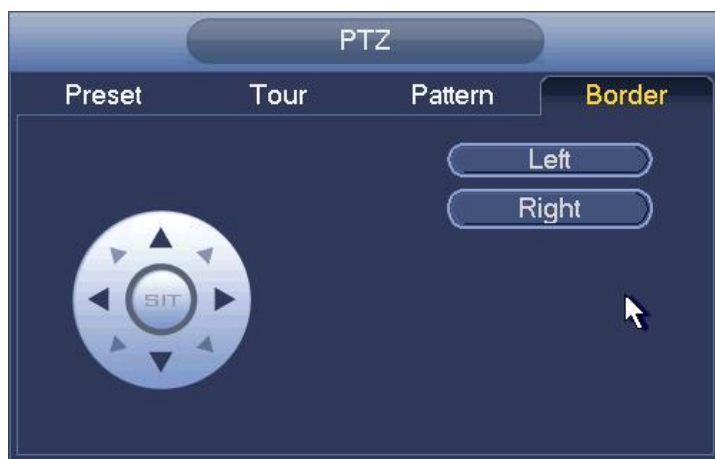 PTZ
Preset Tour Pattern Border
Left
Right
SIT